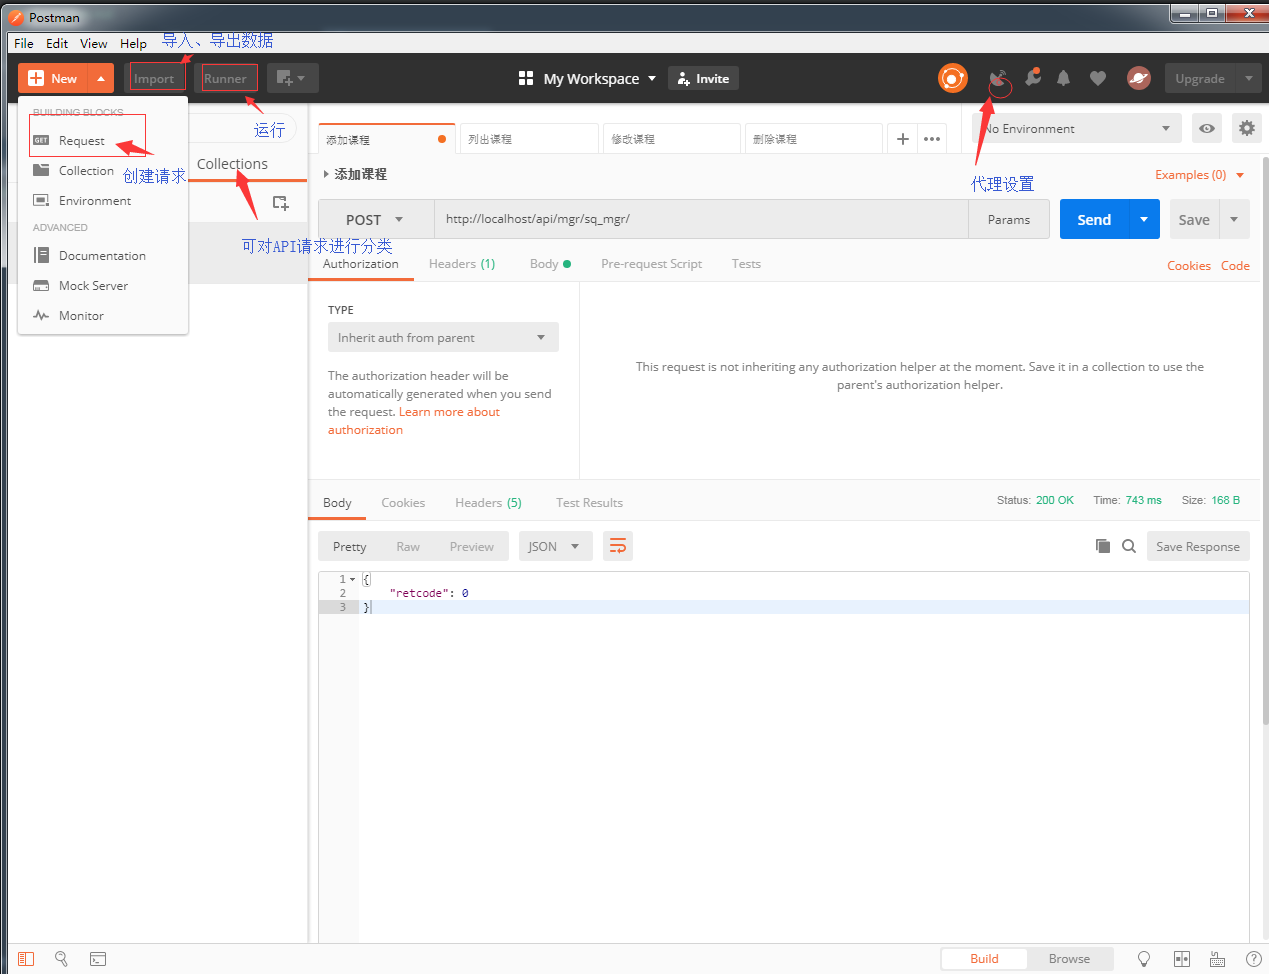 Postman
File Edit View Help 导入、导出数据
New Import Runner My Workspace Invite Upgrade
BUILDING BLOCKS
GET Request
运行
Collection
创建请求
Environment
ADVANCED
Documentation
Mock Server
Monitor
Collections
可对API请求进行分类
添加课程 列出课程 修改课程 删除课程 No Environment
代理设置
添加课程 Examples (0)
POST http://localhost/api/mgr/sq_mgr/ Params Send Save
Authorization Headers (1) Body Pre-request Script Tests Cookies Code
TYPE
Inherit auth from parent
The authorization header will be
automatically generated when you send
the request. Learn more about
authorization
This request is not inheriting any authorization helper at the moment. Save it in a collection to use the
parent's authorization helper.
Body Cookies Headers (5) Test Results Status: 200 OK Time: 743 ms Size: 168 B
Pretty Raw Preview JSON Save Response
1 {
2 "retcode": 0
3 }
Build Browse